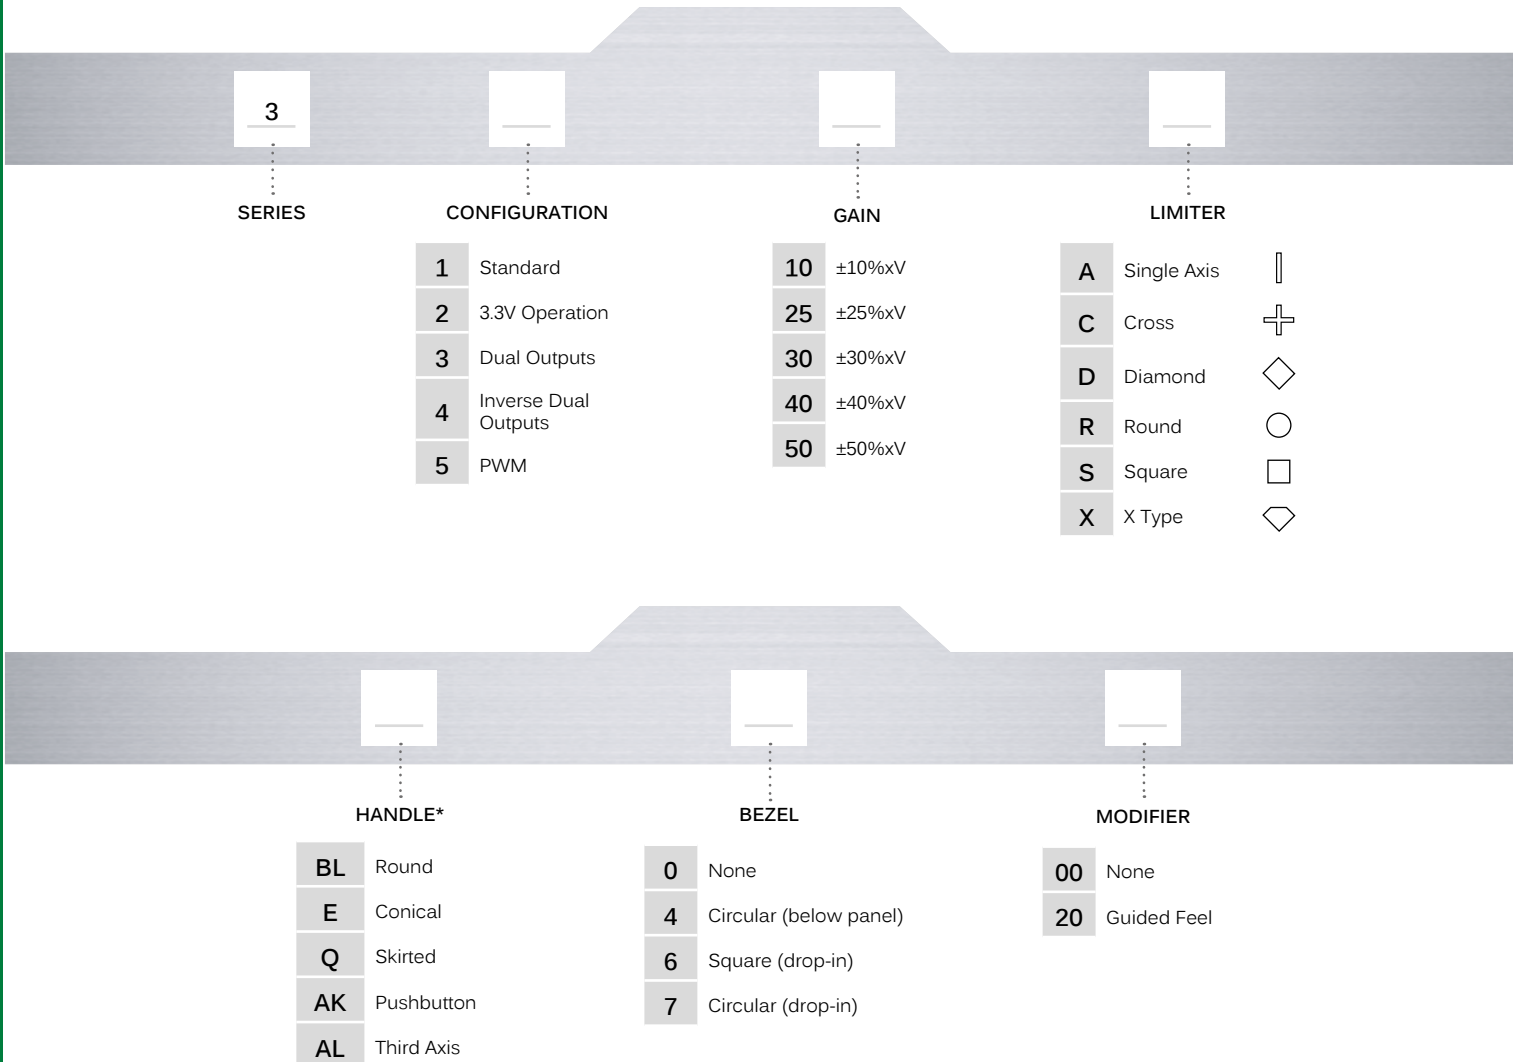 3
SERIES
CONFIGURATION
1 Standard
2 3.3V Operation
3 Dual Outputs
4 Inverse Dual
Outputs
5 PWM
GAIN
10 ±10%xV
25 ±25%xV
30 ±30%xV
40 ±40%xV
50 ±50%xV
LIMITER
A Single Axis
C Cross
D Diamond
R Round
S Square
X X Type
HANDLE*
BL Round
E Conical
Q Skirted
AK Pushbutton
AL Third Axis
BEZEL
0 None
4 Circular (below panel)
6 Square (drop-in)
7 Circular (drop-in)
MODIFIER
00 None
20 Guided Feel